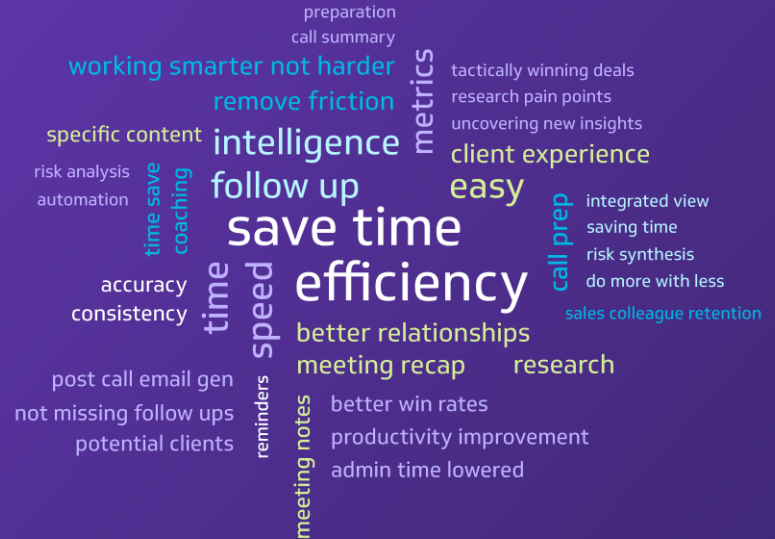 preparation
call summary
working smarter not harder
metrics
tactically winning deals
remove friction
research pain points
uncovering new insights
specific content
intelligence
client experience
risk analysis
time save
coaching
follow up
easy
automation
call prep
integrated view
save time
saving time
risk synthesis
efficiency
do more with less
accuracy
time
speed
consistency
sales colleague retention
better relationships
meeting recap
research
post call email gen
reminders
meeting notes
better win rates
not missing follow ups
productivity improvement
potential clients
admin time lowered